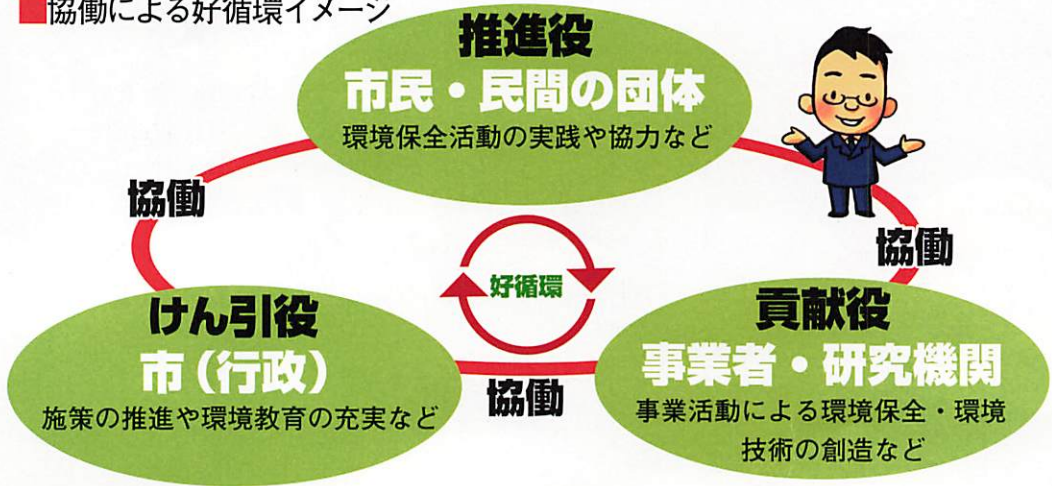 ■協働による好循環イメージ
推進役
市民・民間の団体
環境保全活動の実践や協力など
協働
協働
好循環
けん引役
市(行政)
施策の推進や環境教育の充実など
協働
貢献役
事業者・研究機関
事業活動による環境保全・環境
技術の創造など